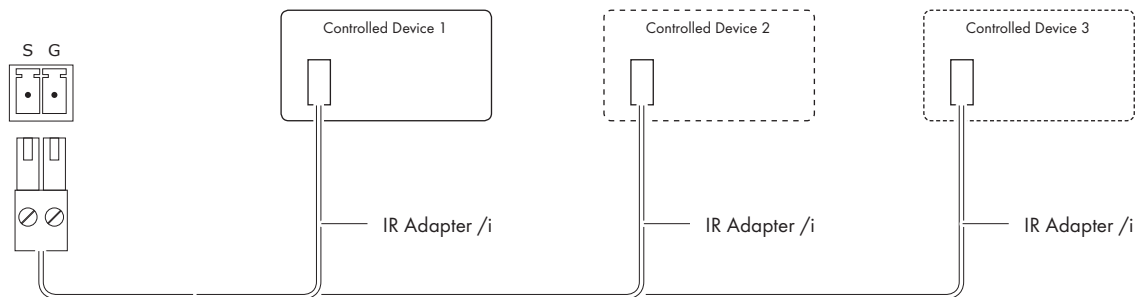 Controlled Device 1
Controlled Device 2
Controlled Device 3
S G
IR Adapter /i
IR Adapter /i
IR Adapter /i